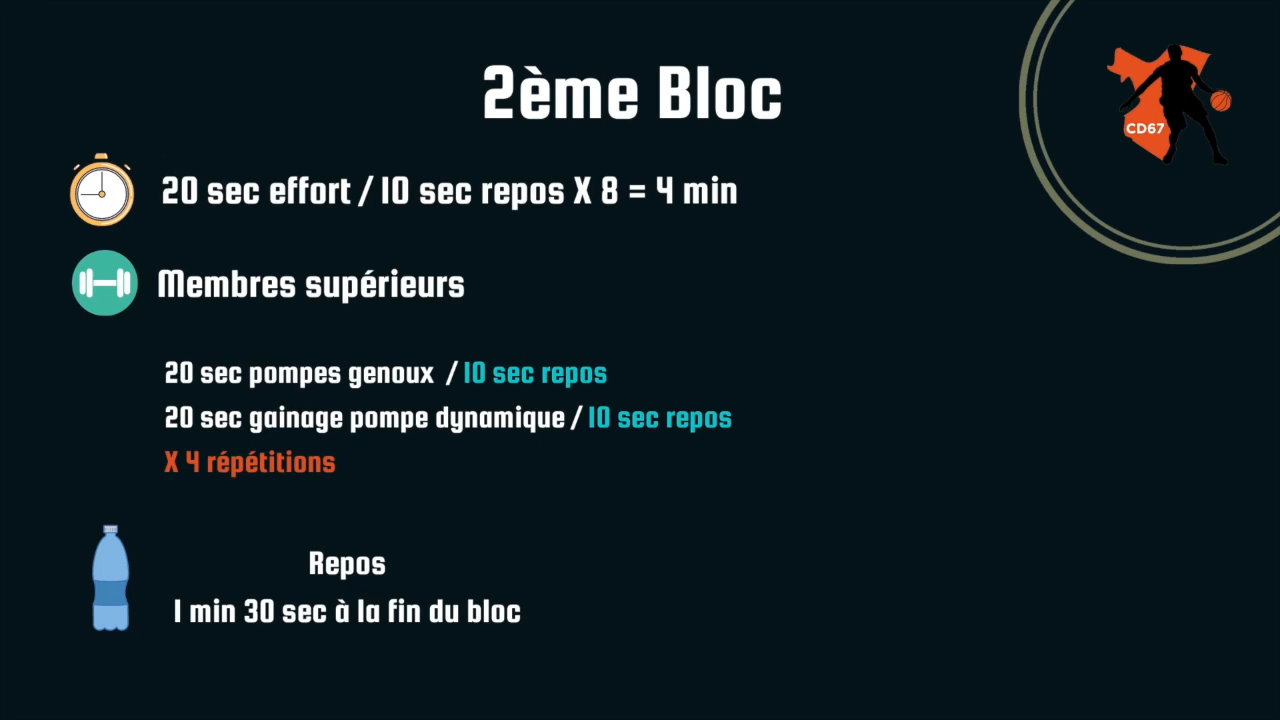 2ème Bloc
CD67
20 sec effort / 10 sec repos X 8 = 4 min
Membres supérieurs
20 sec pompes genoux / 10 sec repos
20 sec gainage pompe dynamique / 10 sec repos
X 4 répétitions
Repos
1 min 30 sec à la fin du bloc